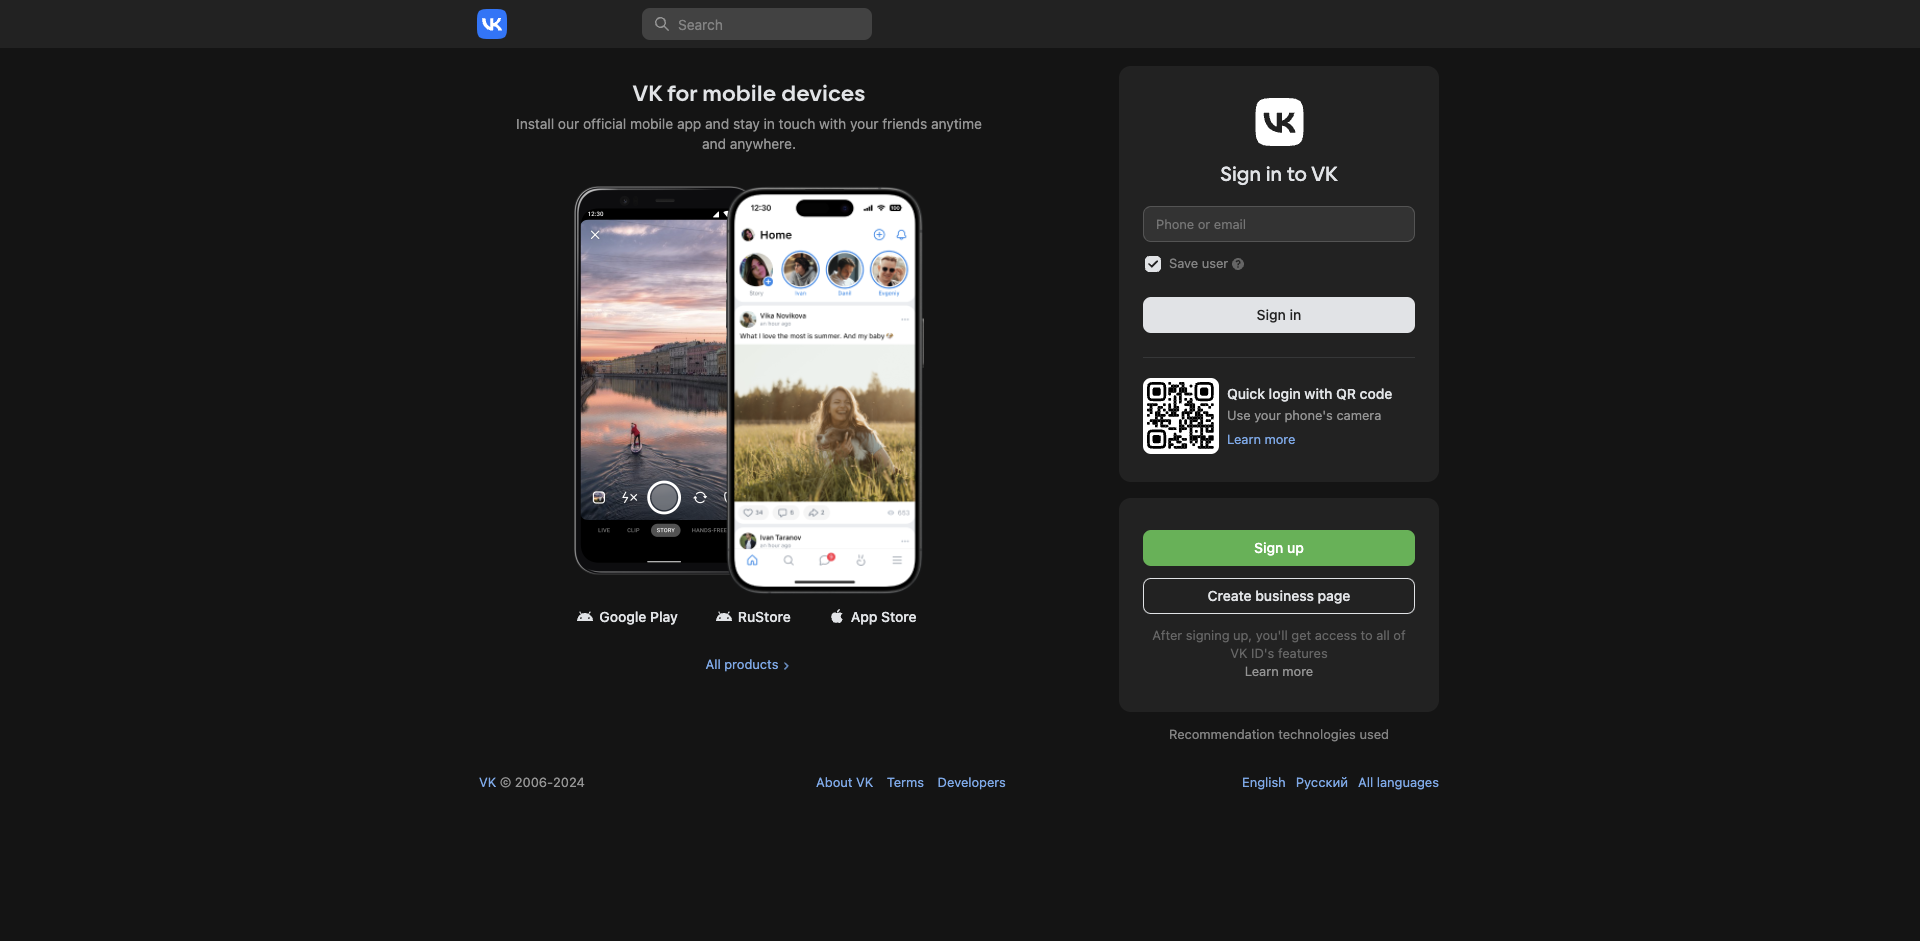 Search
VK for mobile devices
Install our official mobile app and stay in touch with your friends anytime
and anywhere.
12:30
LIVE
CLIP
STORY
HANDS-FREE
12:30
100
Home
Story
Ivan
Danil
Evgeniy
Vika Novikova
an hour ago
What I love the most is summer. And my baby
34
6
2
653
Ivan Taranov
an hour ago
Google Play
RuStore
App Store
All products
VK
Sign in to VK
Phone or email
Save user
Sign in
Quick login with QR code
Use your phone's camera
Learn more
Sign up
Create business page
After signing up, you'll get access to all of
VK ID's features
Learn more
Recommendation technologies used
VK © 2006-2024
About VK
Terms
Developers
English
Русский
All languages